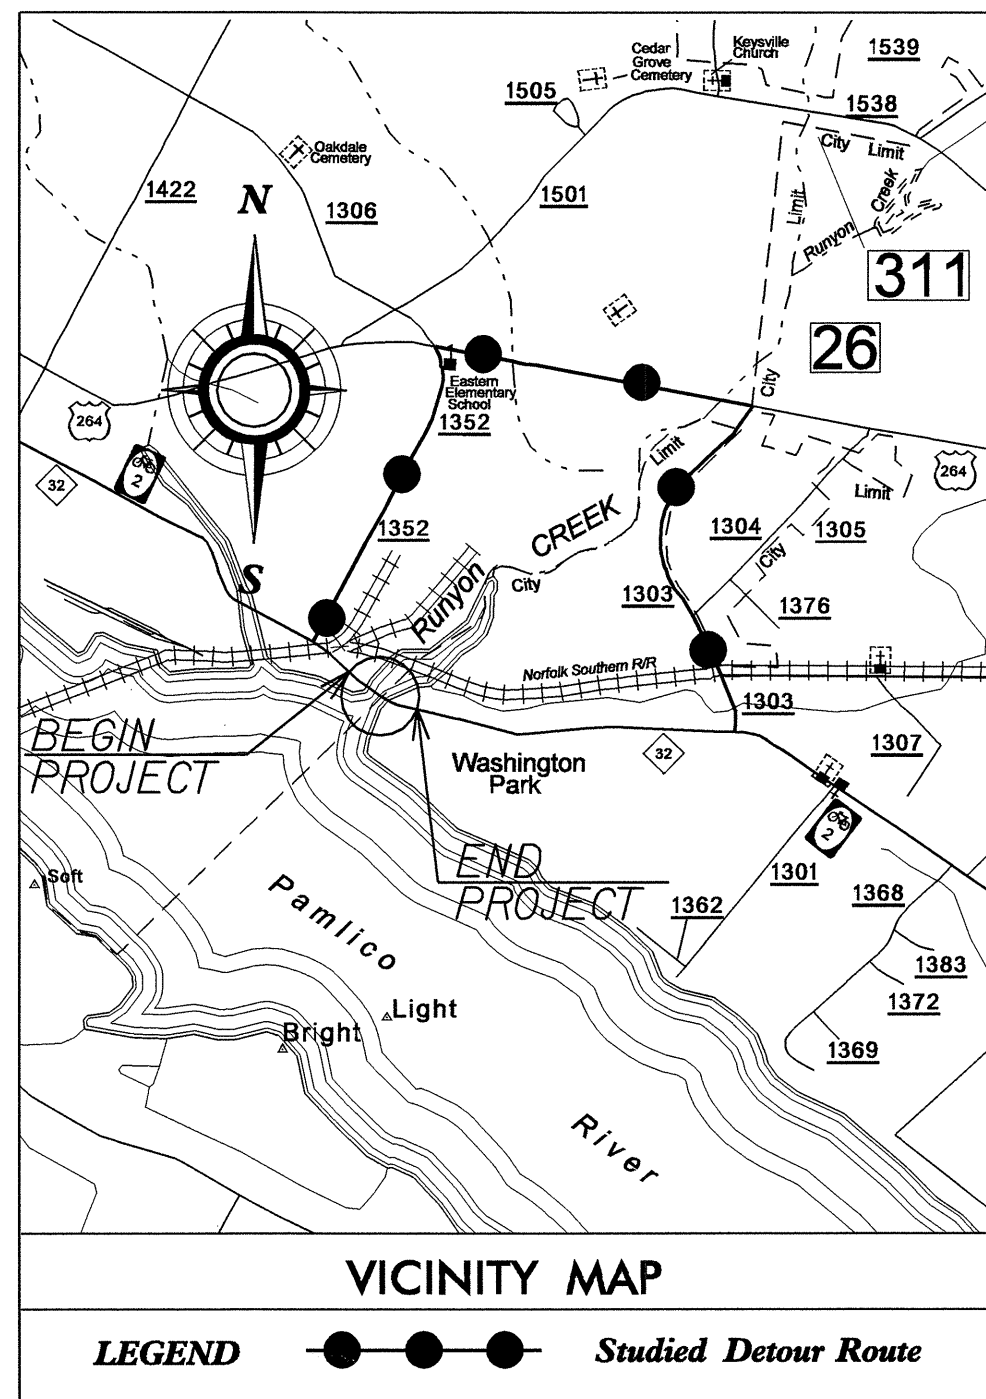 Cedar
Grove
Cemetery
Keysville
Church
1539
1505
1538
City Limit
Oakdale
Cemetery
1422
N
1306
1501
Limit
Creek
Runyon
311
26
City
Eastern
Elementary
School
1352
264
32
2
Limit
264
Limit
CREEK
1352
1304
1305
City
Runyon
City
S
1303
1376
Norfolk Southern R/R
1303
BEGIN
PROJECT
1307
32
Washington
Park
2
END
PROJECT
1301
1368
Soft
Pamlico
1362
1383
1372
Light
Bright
1369
River
VICINITY MAP
LEGEND Studied Detour Route